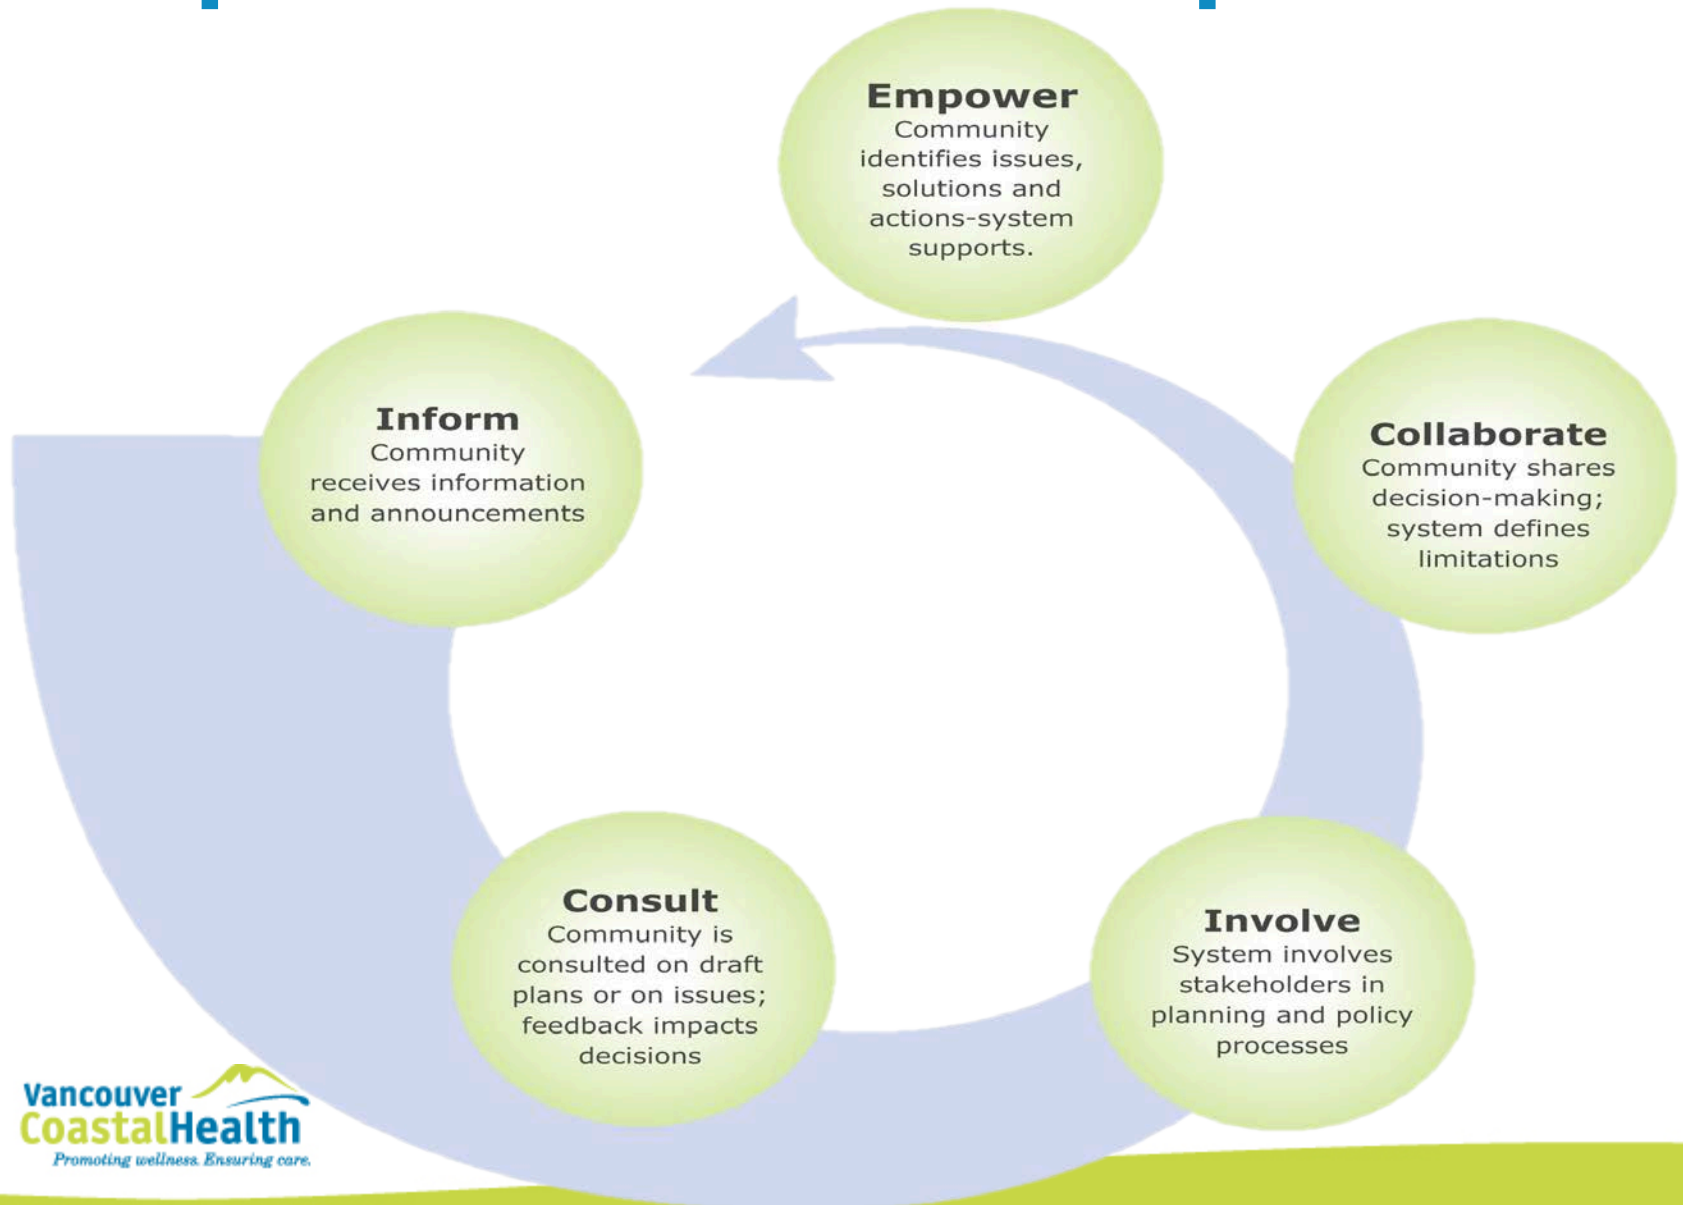 Empower
Community
identifies issues,
solutions and
actions-system
supports.
Inform
Community
receives information
and announcements
Collaborate
Community shares
decision-making;
system defines
limitations
Consult
Community is
consulted on draft
plans or on issues;
feedback impacts
decisions
Involve
System involves
stakeholders in
planning and policy
processes
Vancouver
CoastalHealth
Promoting wellness. Ensuring care.